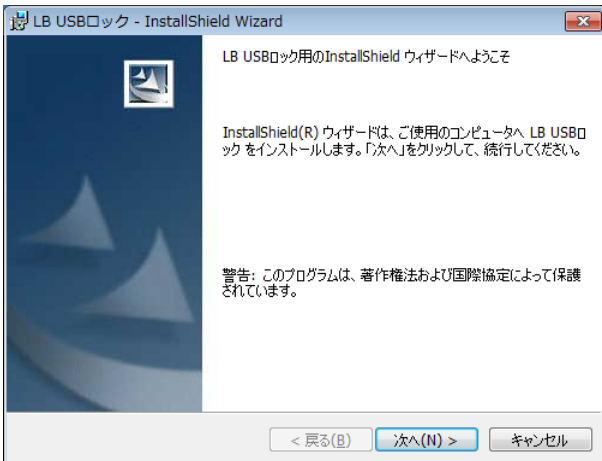 LB USBロック - InstallShield Wizard
LB USBロック用のInstallShield ウィザードへようこそ
InstallShield(R) ウィザードは、ご使用のコンピュータへ LB USBロ
ック をインストールします。「次へ」をクリックして、続行してください。
警告: このプログラムは、著作権法および国際協定によって保護
されています。
< 戻る(B)
次へ(N) >
キャンセル